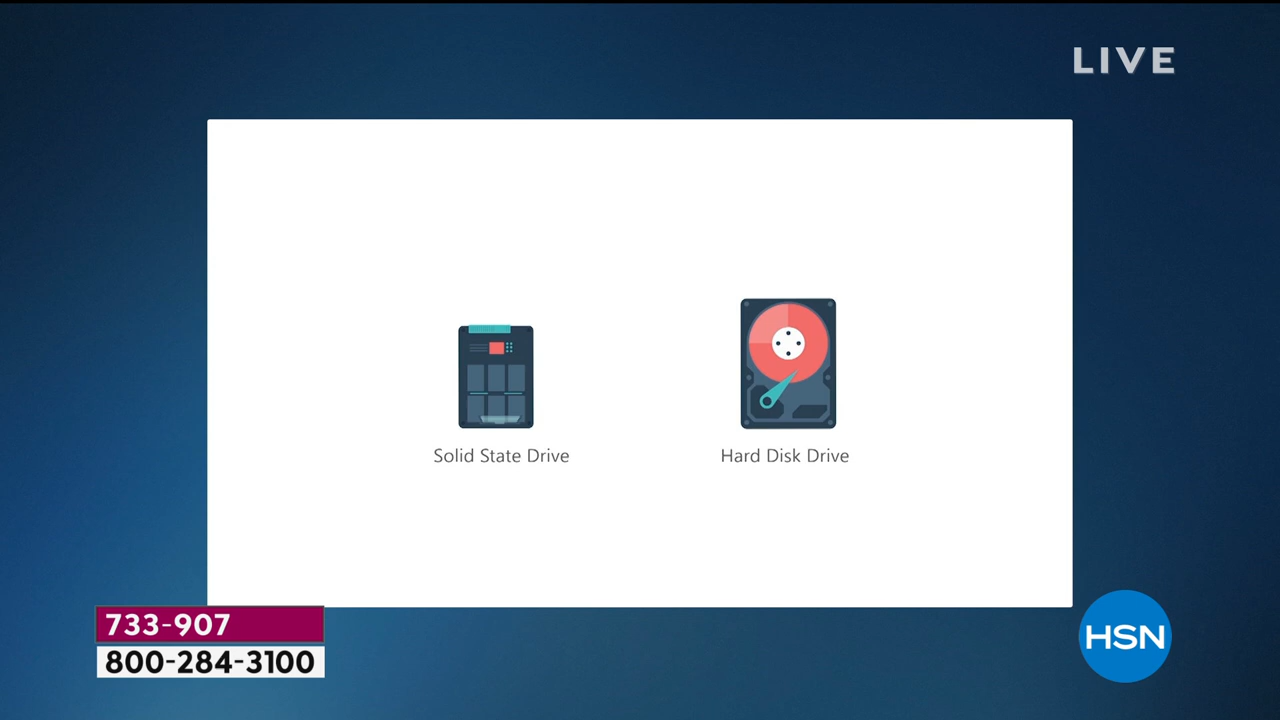 LIVE
Solid State Drive
Hard Disk Drive
733-907
800-284-3100
HSN